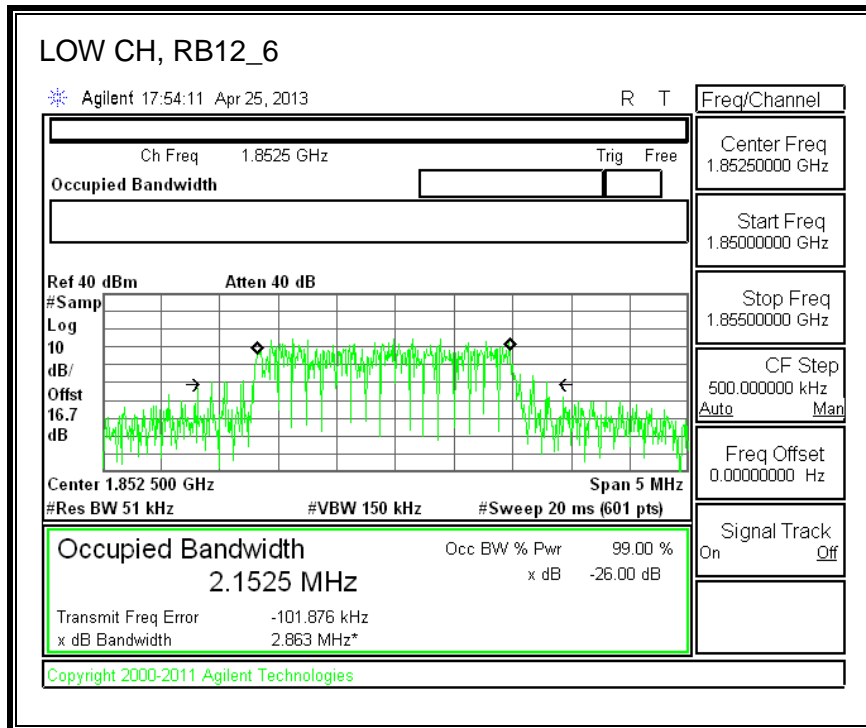 LOW CH, RB12_6
Agilent 17:54:11 Apr 25, 2013 R T
Freq/Channel
Ch Freq 1.8525 GHz Trig Free
Occupied Bandwidth
Center Freq
1.85250000 GHz
Start Freq
1.85000000 GHz
Stop Freq
1.85500000 GHz
CF Step
500.000000 kHz
Auto Man
Freq Offset
0.00000000 Hz
Signal Track
On Off
Ref 40 dBm Atten 40 dB
#Samp
Log
10
dB/
Offst
16.7
dB
Center 1.852 500 GHz Span 5 MHz
#Res BW 51 kHz #VBW 150 kHz #Sweep 20 ms (601 pts)
Occupied Bandwidth Occ BW % Pwr 99.00 %
2.1525 MHz x dB -26.00 dB
Transmit Freq Error -101.876 kHz
x dB Bandwidth 2.863 MHz*
Copyright 2000-2011 Agilent Technologies